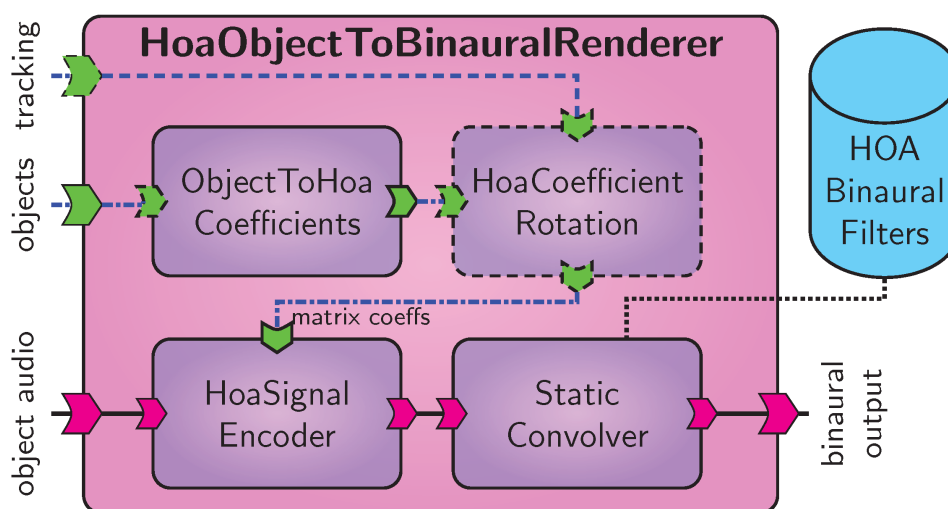 HoaObjectToBinauralRenderer
tracking
objects
ObjectToHoa
Coefficients
HoaCoefficient
Rotation
HOA
Binaural
Filters
matrix coeffs
object audio
HoaSignal
Encoder
Static
Convolver
binaural
output